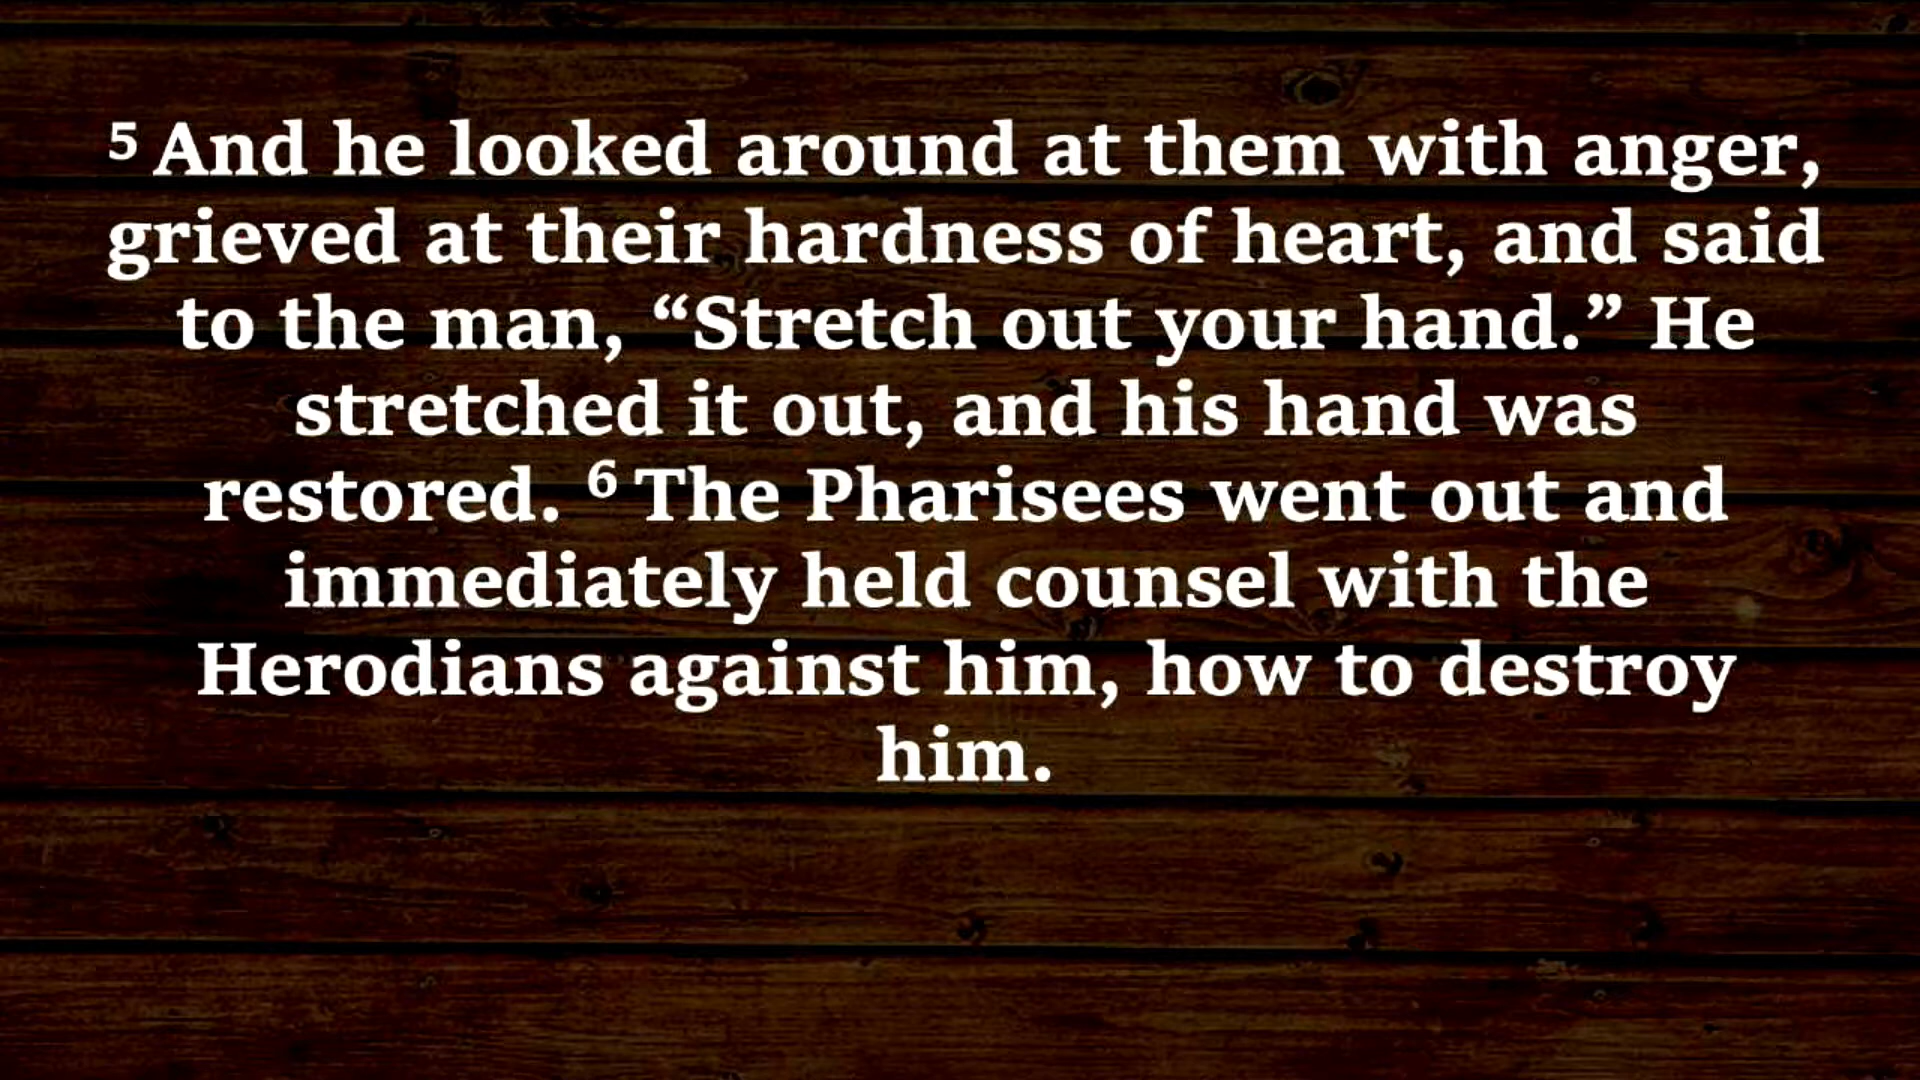 ⁵ And he looked around at them with anger,
grieved at their hardness of heart, and said
to the man, “Stretch out your hand.” He
stretched it out, and his hand was
restored. ⁶ The Pharisees went out and
immediately held counsel with the
Herodians against him, how to destroy
him.